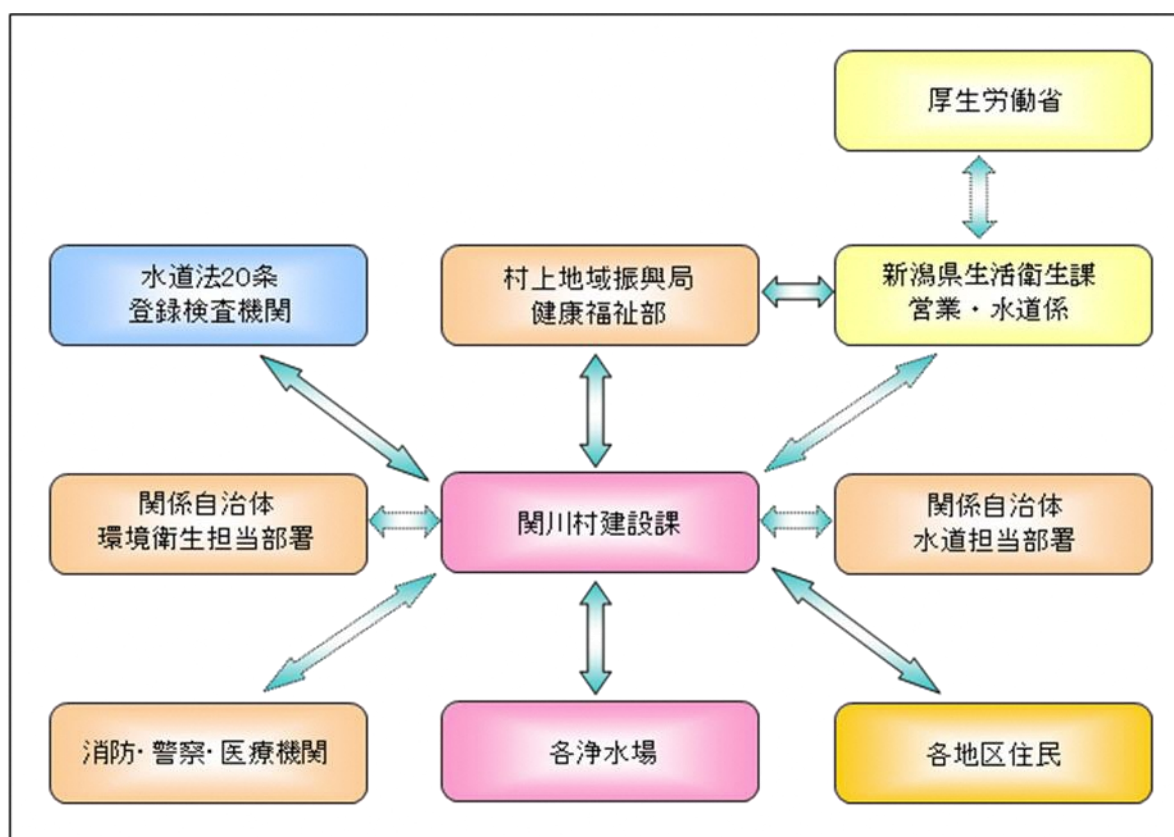 厚生労働省
水道法20条
登録検査機関
村上地域振興局
健康福祉部
新潟県生活衛生課
営業・水道係
関係自治体
環境衛生担当部署
関川村建設課
関係自治体
水道担当部署
消防・警察・医療機関
各浄水場
各地区住民